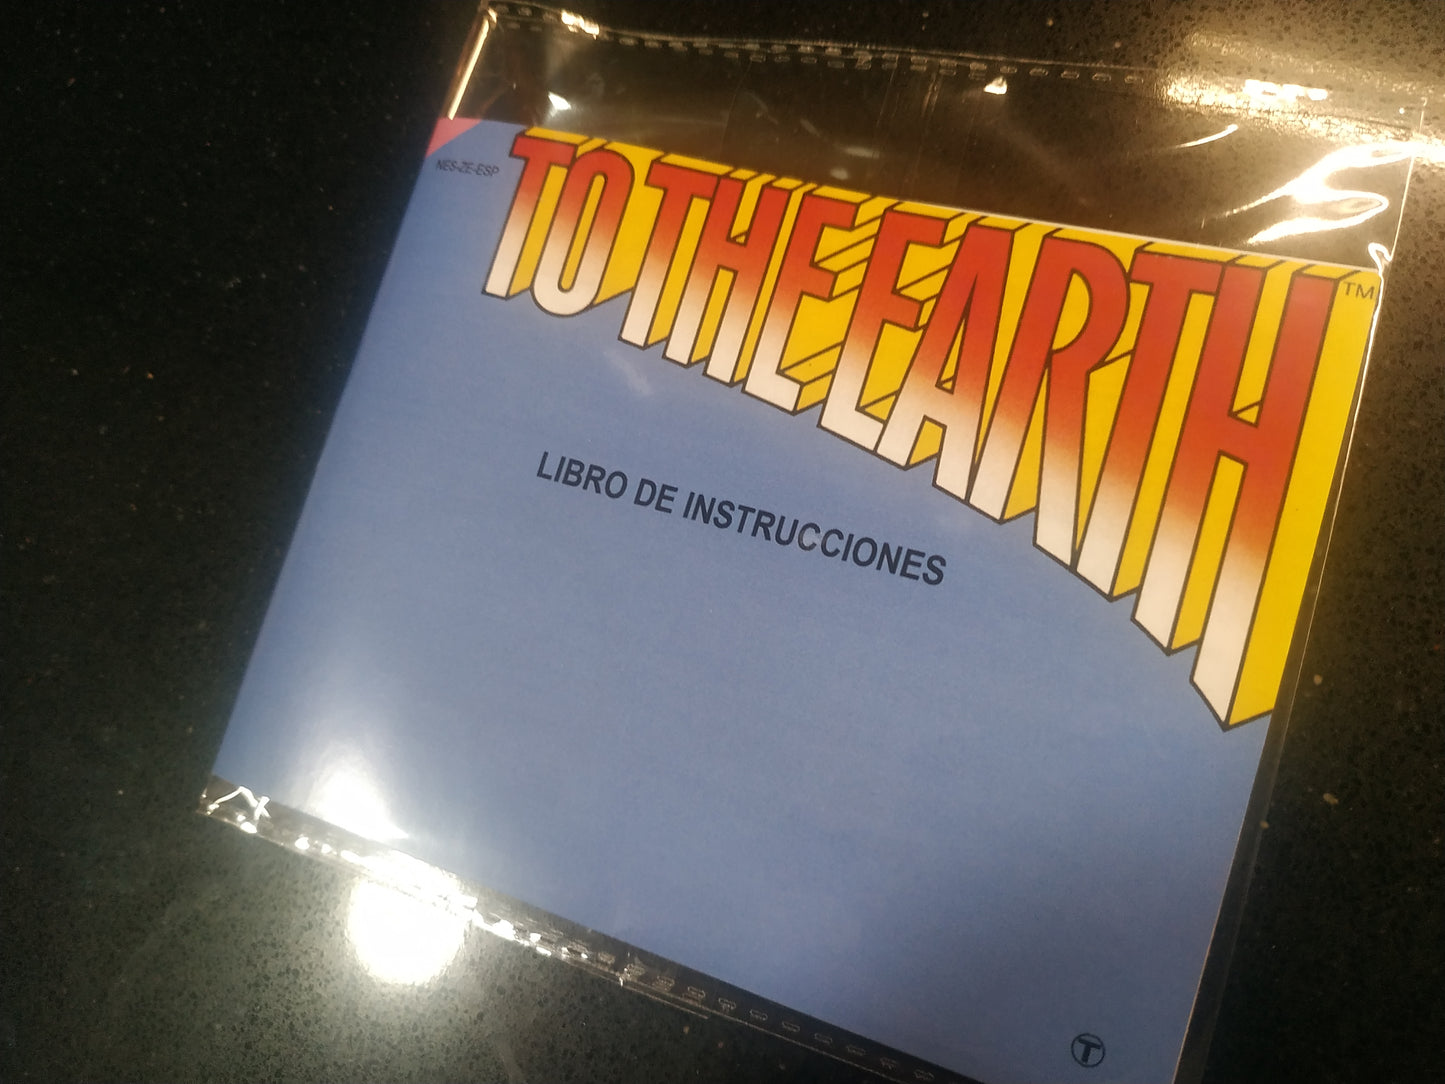 NES-ZE-ESP
TO THE EARTH™
LIBRO DE INSTRUCCIONES
T